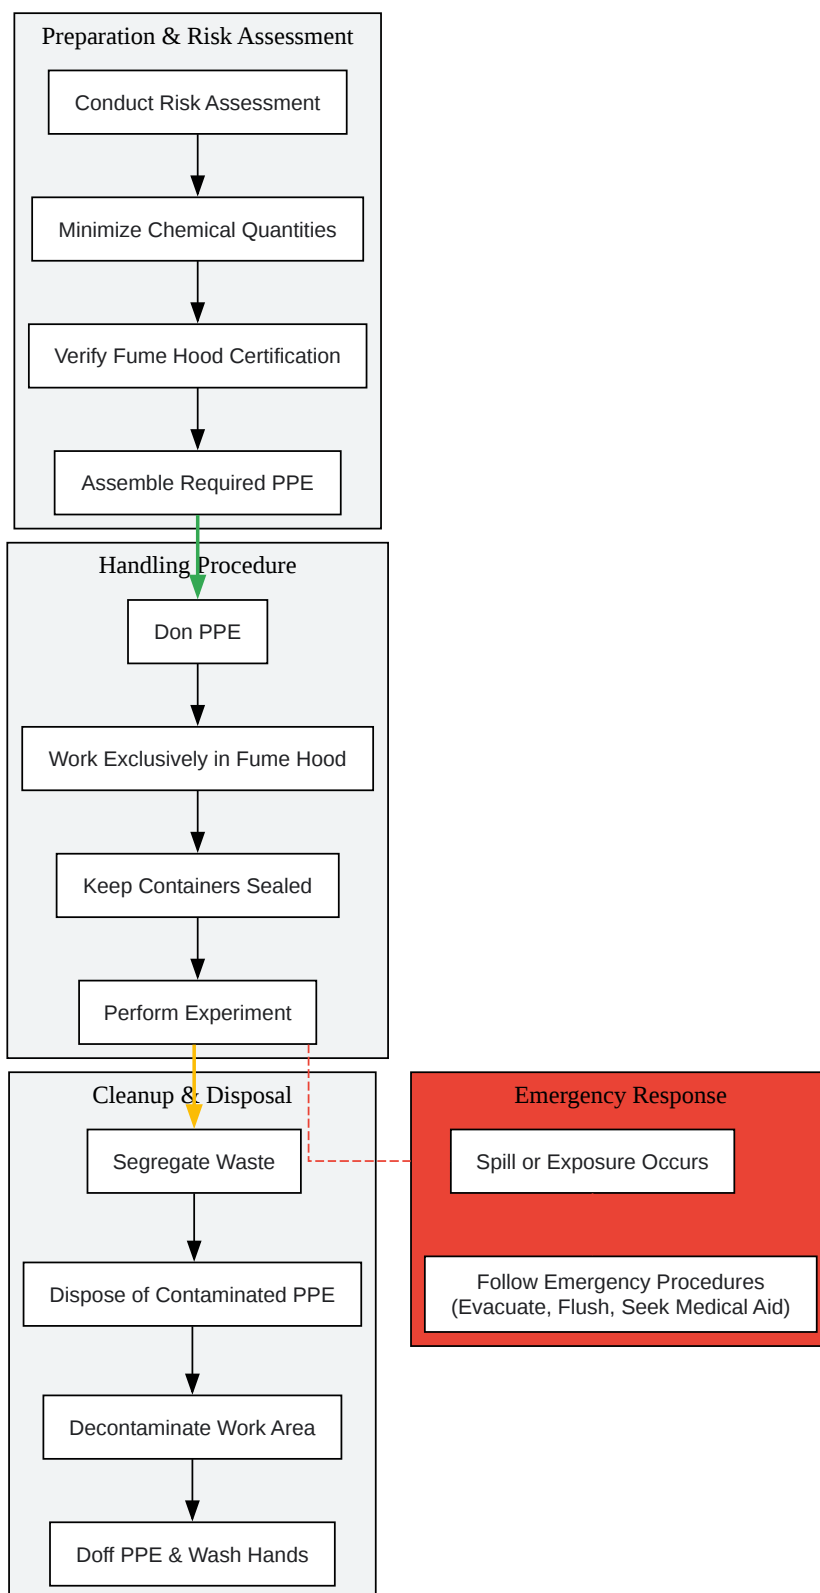 Preparation & Risk Assessment
Conduct Risk Assessment
Minimize Chemical Quantities
Verify Fume Hood Certification
Assemble Required PPE
Handling Procedure
Don PPE
Work Exclusively in Fume Hood
Keep Containers Sealed
Perform Experiment
Cleanup & Disposal
Segregate Waste
Dispose of Contaminated PPE
Decontaminate Work Area
Doff PPE & Wash Hands
Emergency Response
Spill or Exposure Occurs
Follow Emergency Procedures
(Evacuate, Flush, Seek Medical Aid)